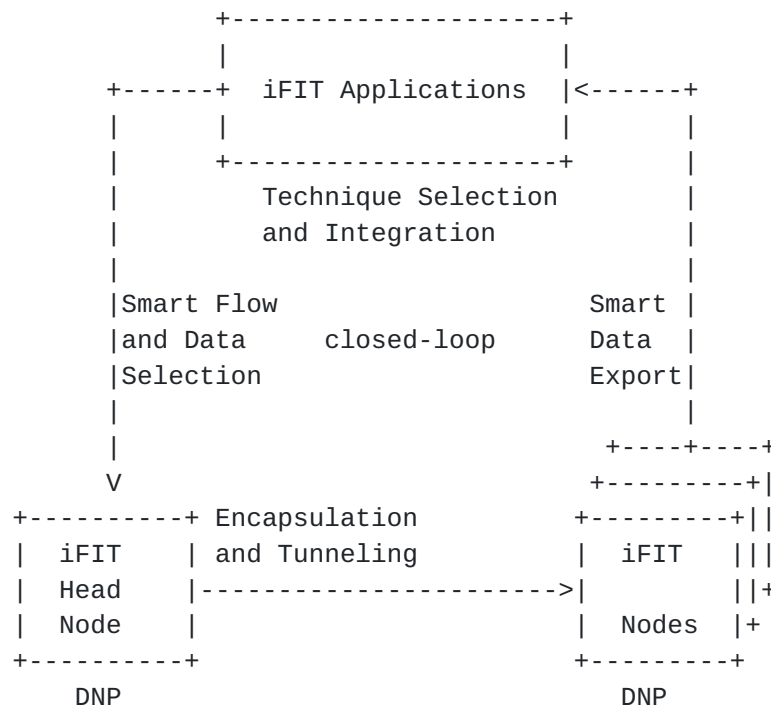 iFIT Applications
Technique Selection
and Integration
Smart Flow Smart
and Data closed-loop Data
Selection Export
V
Encapsulation
iFIT and Tunneling iFIT
Head
Node Nodes
DNP DNP